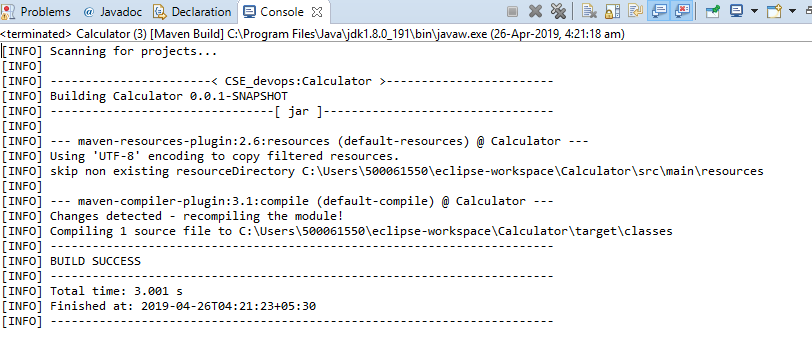 Problems @ Javadoc Declaration Console
<terminated> Calculator (3) [Maven Build] C:\Program Files\Java\jdk1.8.0_191\bin\javaw.exe (26-Apr-2019, 4:21:18 am)
[INFO] Scanning for projects...
[INFO]
[INFO] ----------------------< CSE_devops:Calculator >-----------------------
[INFO] Building Calculator 0.0.1-SNAPSHOT
[INFO] --------------------------------[ jar ]---------------------------------
[INFO]
[INFO] --- maven-resources-plugin:2.6:resources (default-resources) @ Calculator ---
[INFO] Using 'UTF-8' encoding to copy filtered resources.
[INFO] skip non existing resourceDirectory C:\Users\500061550\eclipse-workspace\Calculator\src\main\resources
[INFO]
[INFO] --- maven-compiler-plugin:3.1:compile (default-compile) @ Calculator ---
[INFO] Changes detected - recompiling the module!
[INFO] Compiling 1 source file to C:\Users\500061550\eclipse-workspace\Calculator\target\classes
[INFO] ------------------------------------------------------------------------
[INFO] BUILD SUCCESS
[INFO] ------------------------------------------------------------------------
[INFO] Total time: 3.001 s
[INFO] Finished at: 2019-04-26T04:21:23+05:30
[INFO] ------------------------------------------------------------------------